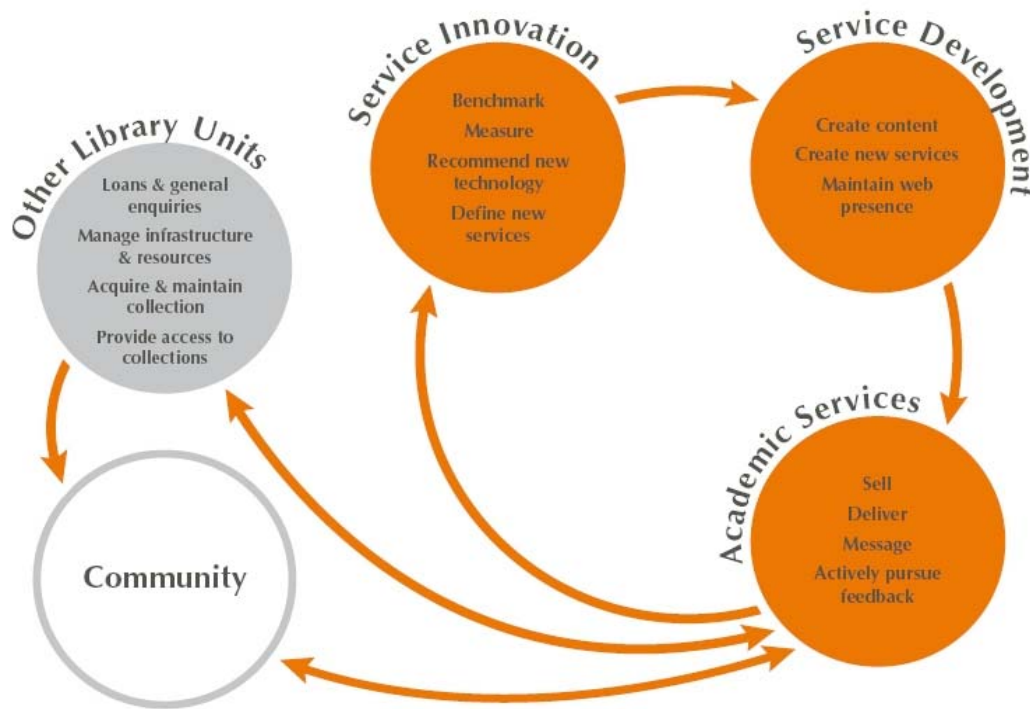 Other Library Units
Loans & general
enquiries
Manage infrastructure
& resources
Acquire & maintain
collection
Provide access to
collections
Service Innovation
Benchmark
Measure
Recommend new
technology
Define new
services
Service Development
Create content
Create new services
Maintain web
presence
Academic Services
Sell
Deliver
Message
Actively pursue
feedback
Community